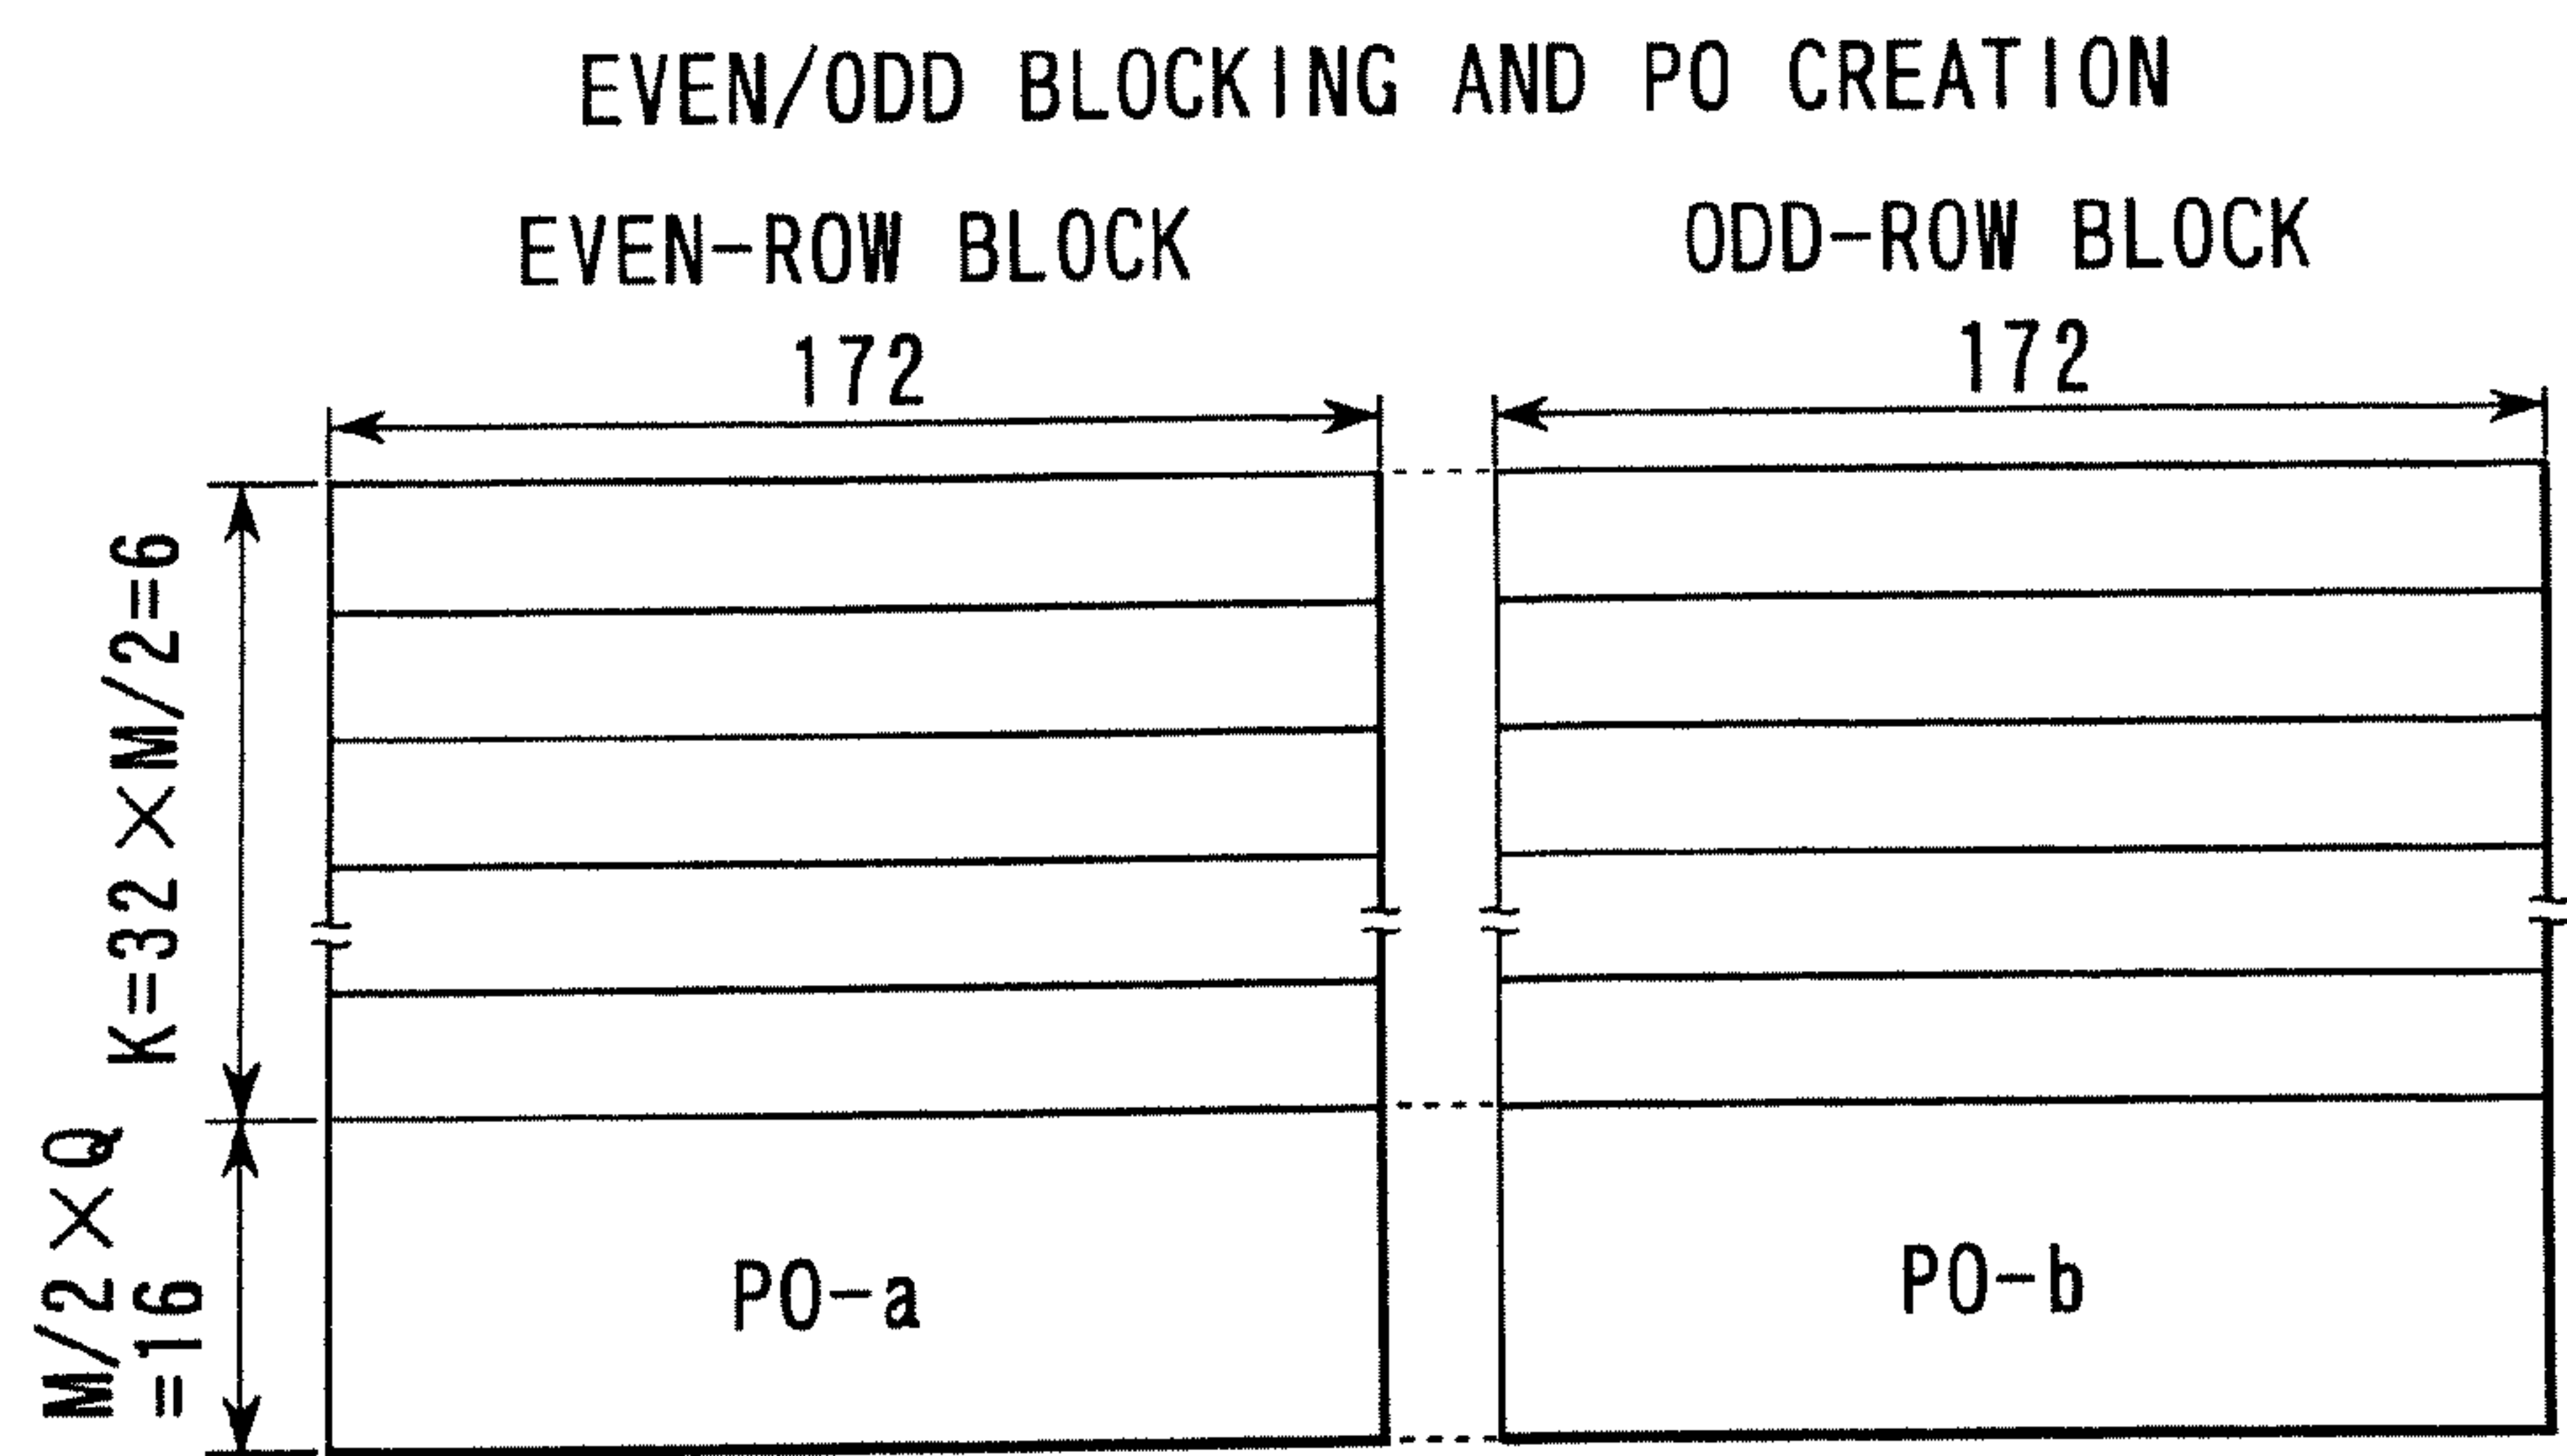 EVEN/ODD BLOCKING AND PO CREATION
EVEN-ROW BLOCK
ODD-ROW BLOCK
172
172
K=32×M/2=6
M/2×Q
=16
PO-a
PO-b